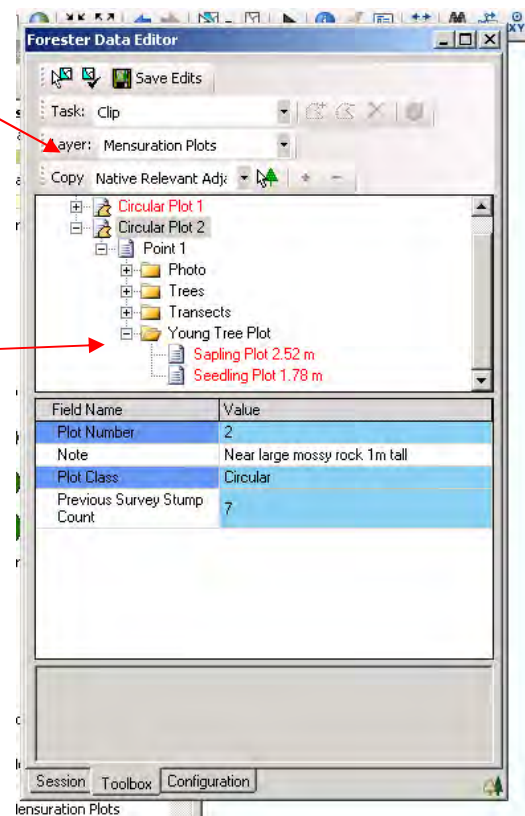 XY
Forester Data Editor
Save Edits
Task: Clip
Layer: Mensuration Plots
Copy Native Relevant Adj
Circular Plot 1
Circular Plot 2
Point 1
Photo
Trees
Transects
Young Tree Plot
Sapling Plot 2.52 m
Seedling Plot 1.78 m
Field Name Value
Plot Number 2
Note Near large mossy rock 1m tall
Plot Class Circular
Previous Survey Stump
Count 7
Session Toolbox Configuration
ensuration Plots